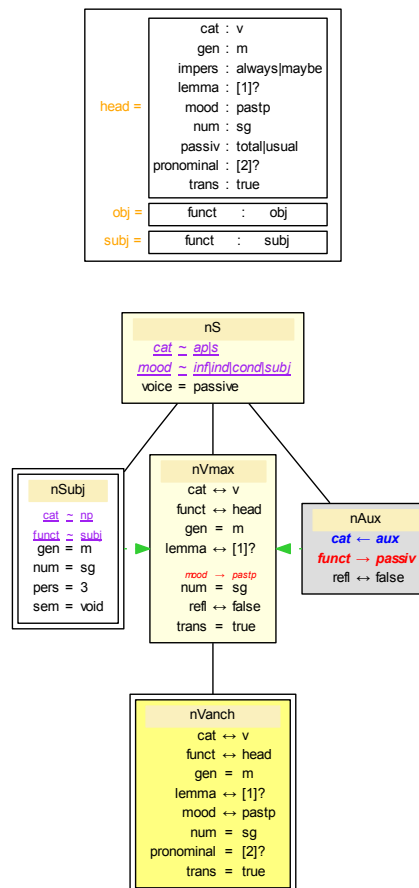 cat : v
gen : m
impers : always|maybe
lemma : [1]?
head = mood : pastp
num : sg
passiv : total|usual
pronominal : [2]?
trans : true
obj = funct : obj
subj = funct : subj
nS
cat ~ ap|s
mood ~ inf|ind|cond|subj
voice = passive
nSubj
cat ~ np
funct ~ subj
gen = m
num = sg
pers = 3
sem = void
nVmax
cat ↔ v
funct ↔ head
gen = m
lemma ↔ [1]?
mood → pastp
num = sg
refl ↔ false
trans = true
nAux
cat ← aux
funct → passiv
refl ↔ false
nVanch
cat ↔ v
funct ↔ head
gen = m
lemma ↔ [1]?
mood ↔ pastp
num = sg
pronominal = [2]?
trans = true